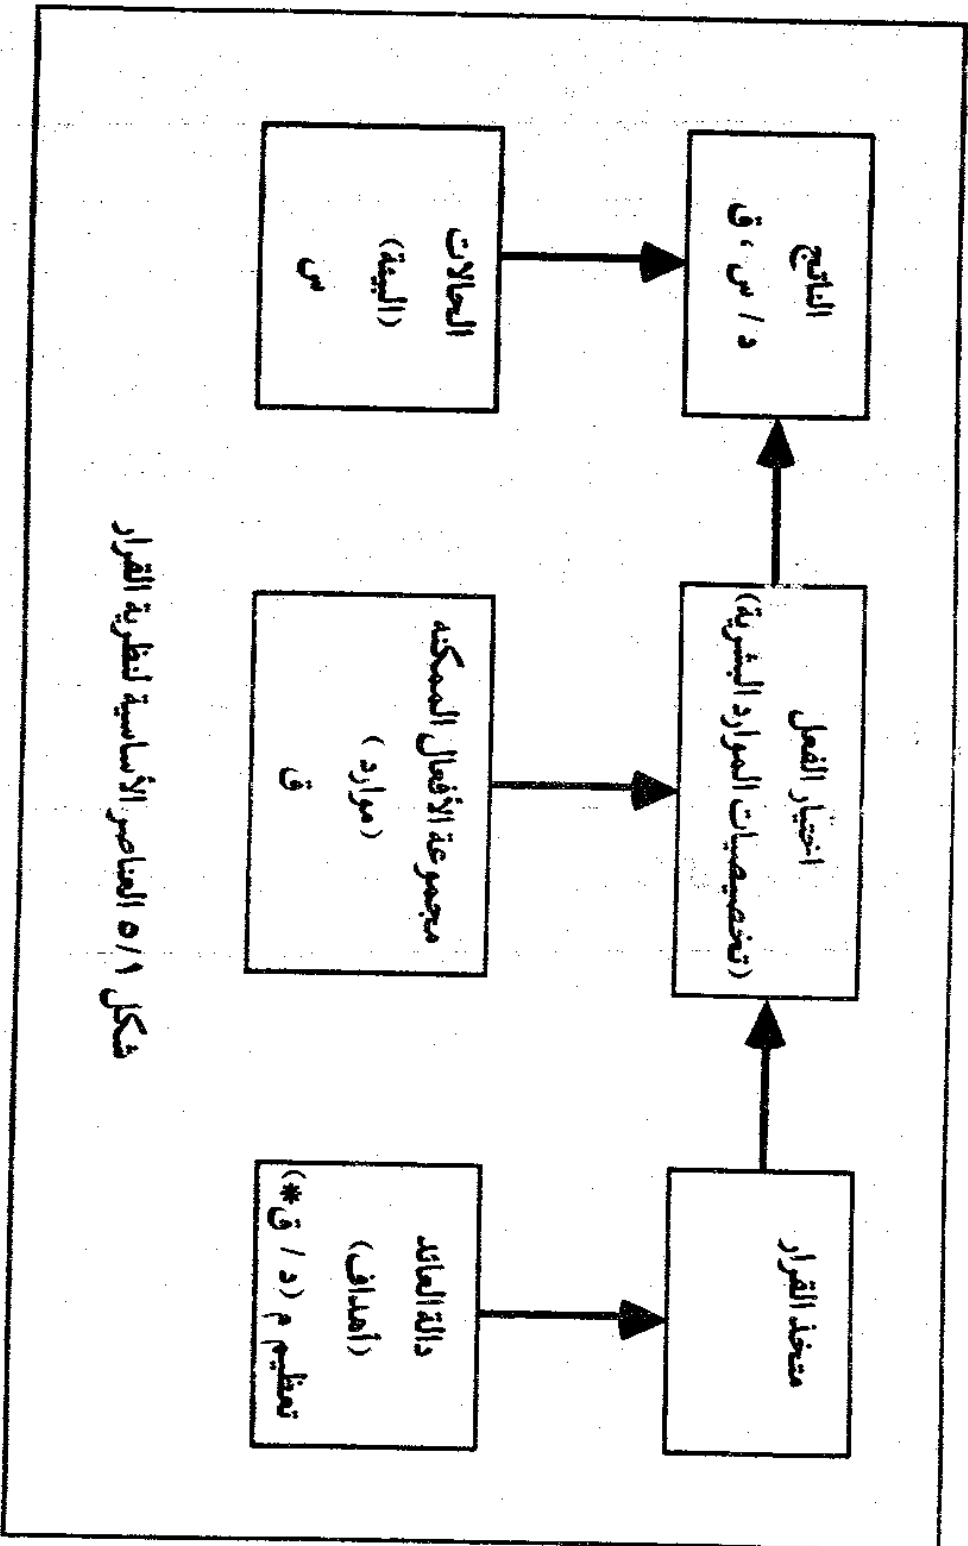 متخذ القرار
اختيار الفعل
(تخصيصات الموارد البشرية)
الناتج
د / س ، ق
دالة العائد
(أهداف)
تعظيم م (د / ق*)
مجموعة الأفعال الممكنه
(موارد)
ق
الحالات
(البيئة)
س
شكل ٥/١ العناصر الأساسية لنظرية القرار